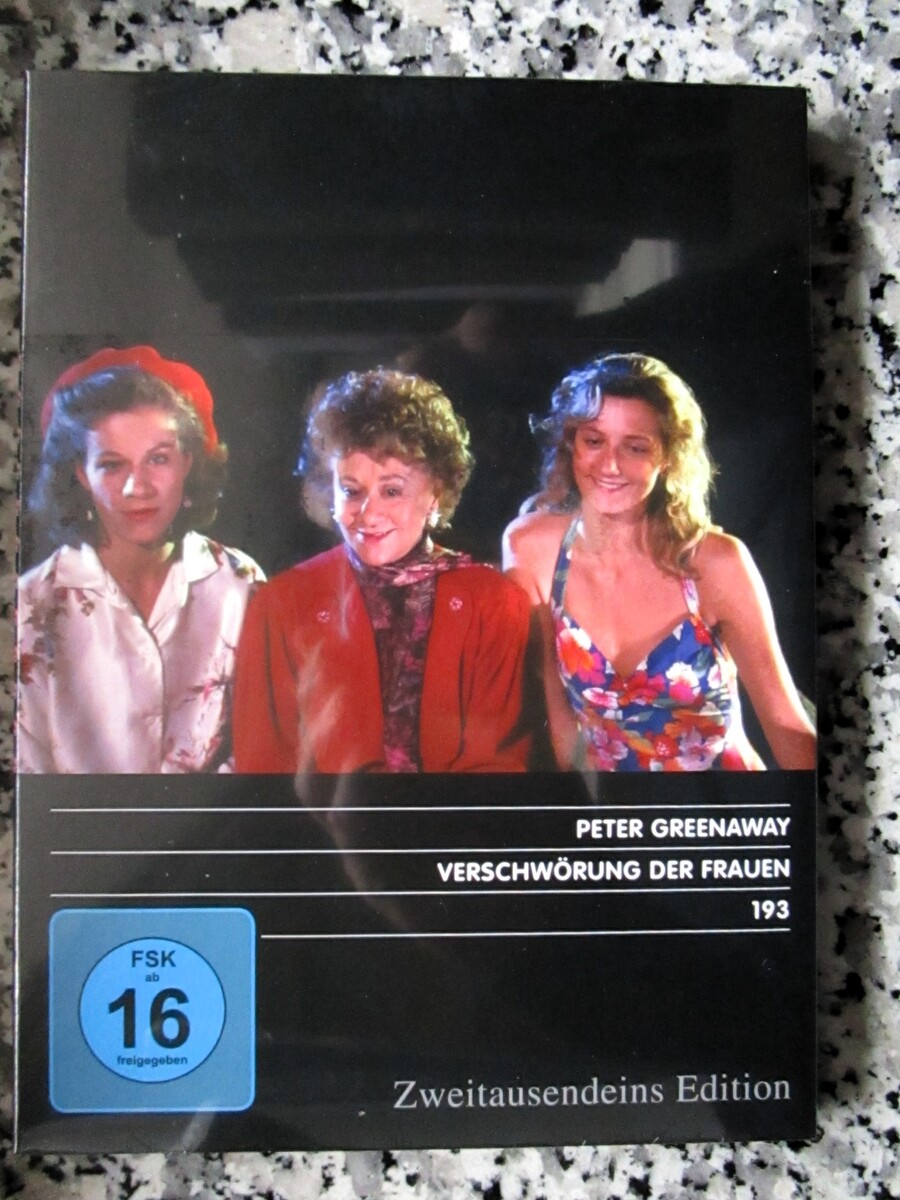 PETER GREENAWAY
VERSCHWÖRUNG DER FRAUEN
193
FSK
ab
16
freigegeben
Zweitausendeins Edition